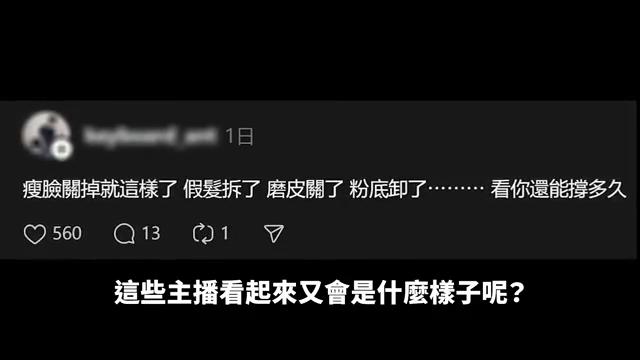 1日
瘦臉關掉就這樣了 假髮拆了 磨皮關了 粉底卸了⋯⋯⋯ 看你還能撐多久
560 13 1
這些主播看起來又會是什麼樣子呢?